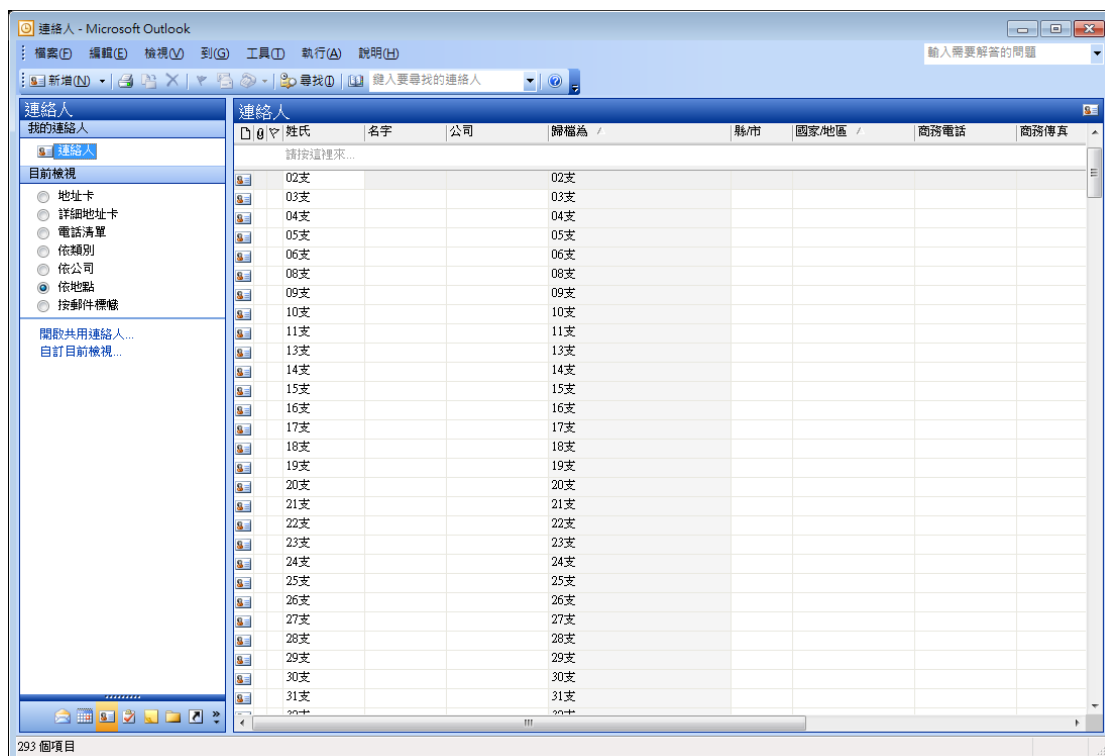 連絡人 - Microsoft Outlook
檔案(F) 編輯(E) 檢視(V) 到(G) 工具(T) 執行(A) 說明(H) 輸入需要解答的問題
新增(N) 尋找(I) 鍵入要尋找的連絡人
連絡人
我的連絡人
連絡人
目前檢視
地址卡
詳細地址卡
電話清單
依類別
依公司
依地點
按郵件標幟
開啟共用連絡人...
自訂目前檢視...
連絡人
姓氏 名字 公司 歸檔為 縣/市 國家/地區 商務電話 商務傳真
請按這裡來...
02支 02支
03支 03支
04支 04支
05支 05支
06支 06支
08支 08支
09支 09支
10支 10支
11支 11支
13支 13支
14支 14支
15支 15支
16支 16支
17支 17支
18支 18支
19支 19支
20支 20支
21支 21支
22支 22支
23支 23支
24支 24支
25支 25支
26支 26支
27支 27支
28支 28支
29支 29支
30支 30支
31支 31支
293 個項目